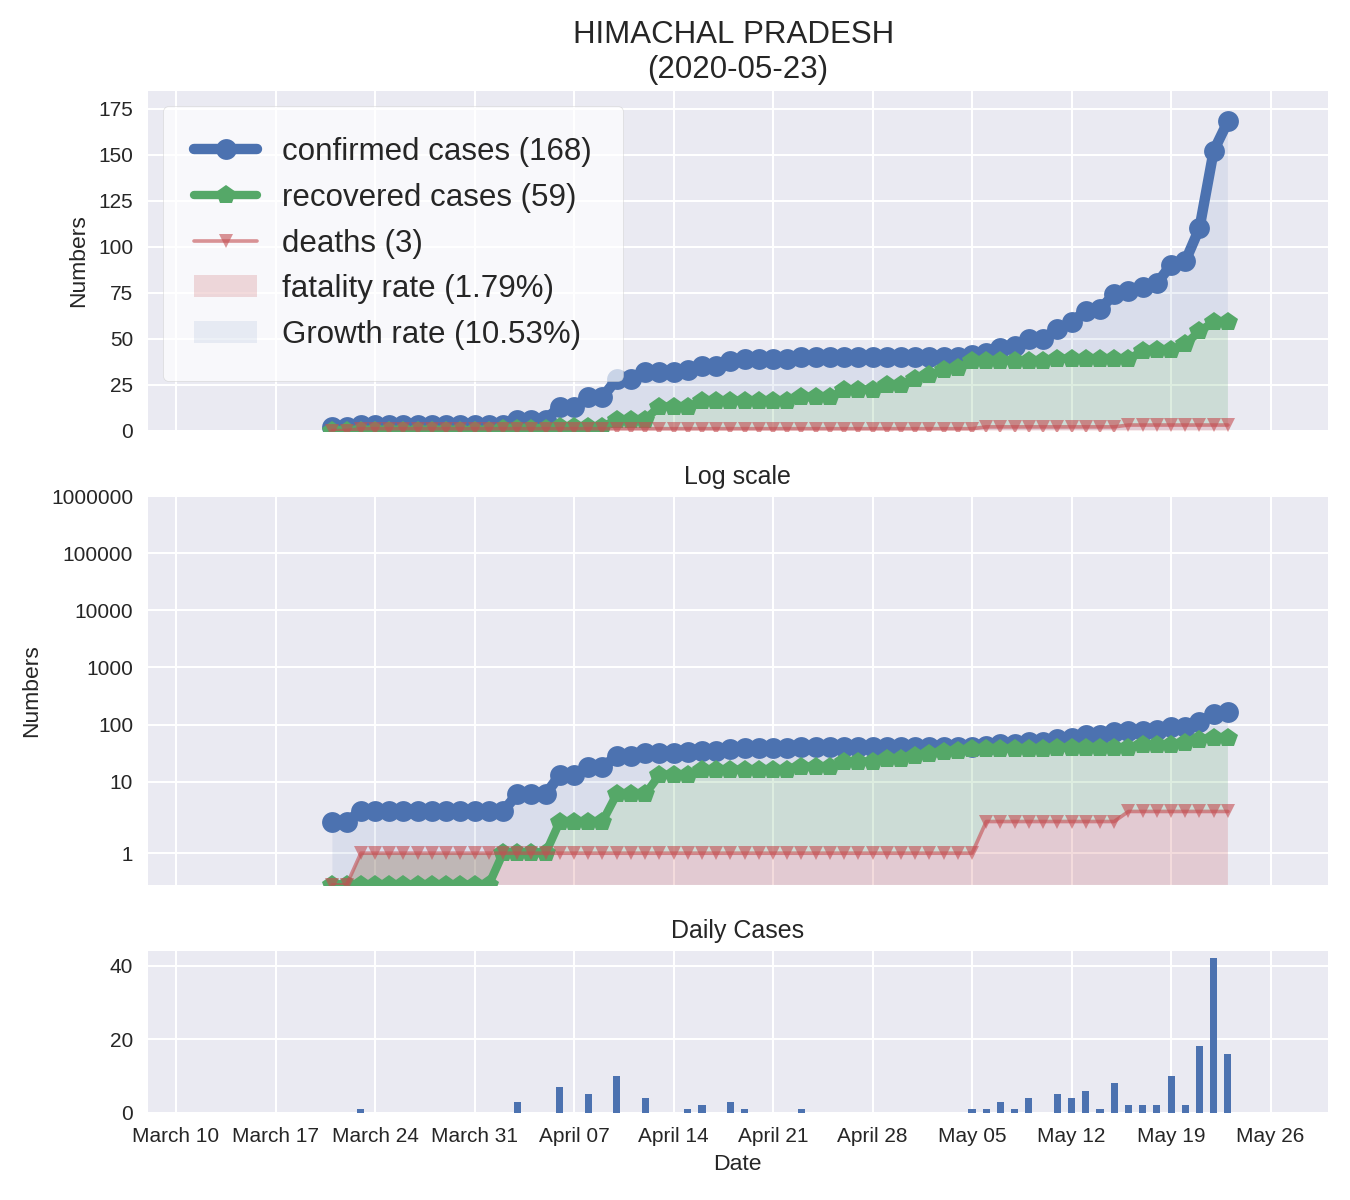 HIMACHAL PRADESH
(2020-05-23)
175
150
125
100
75
50
25
0
Numbers
confirmed cases (168)
recovered cases (59)
deaths (3)
fatality rate (1.79%)
Growth rate (10.53%)
Log scale
1000000
100000
10000
1000
100
10
1
Numbers
Daily Cases
40
20
0
March 10 March 17 March 24 March 31 April 07 April 14 April 21 April 28 May 05 May 12 May 19 May 26
Date